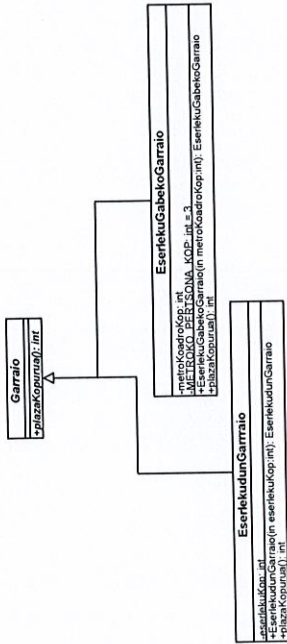 Garraio
+plazaKopurua(): int
EserlekuGabekoGarraio
-metroKoadroKop: int
-METROKO_PERTSONA_KOP: int = 3
+EserlekuGabekoGarraio(in metroKoadroKop:int): EserlekuGabekoGarraio
+plazaKopurua(): int
EserlekudunGarrraio
-eserlekuKop: int
+EserlekudunGarraio(in eserlekuKop:int): EserlekudunGarraio
+plazaKopurua(): int